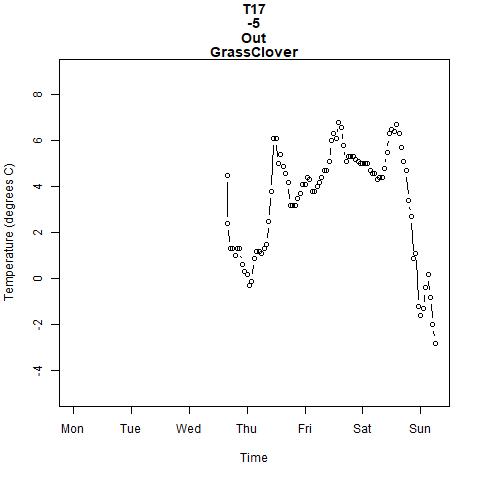 T17
-5
Out
GrassClover
Temperature (degrees C)
8
6
4
2
0
-2
-4
Mon Tue Wed Thu Fri Sat Sun
Time